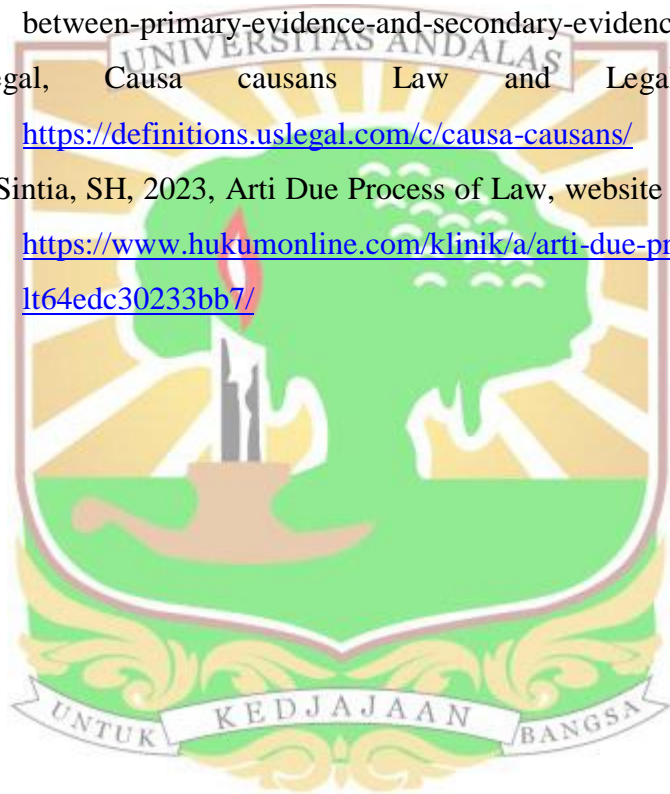 between-primary-evidence-and-secondary-evidenc
UNIVERSITAS ANDALAS
egal, Causa causans Law and Lega
https://definitions.uslegal.com/c/causa-causans/
Sintia, SH, 2023, Arti Due Process of Law, website
https://www.hukumonline.com/klinik/a/arti-due-pr
lt64edc30233bb7/
UNTUK KEDJAJAAN BANGSA